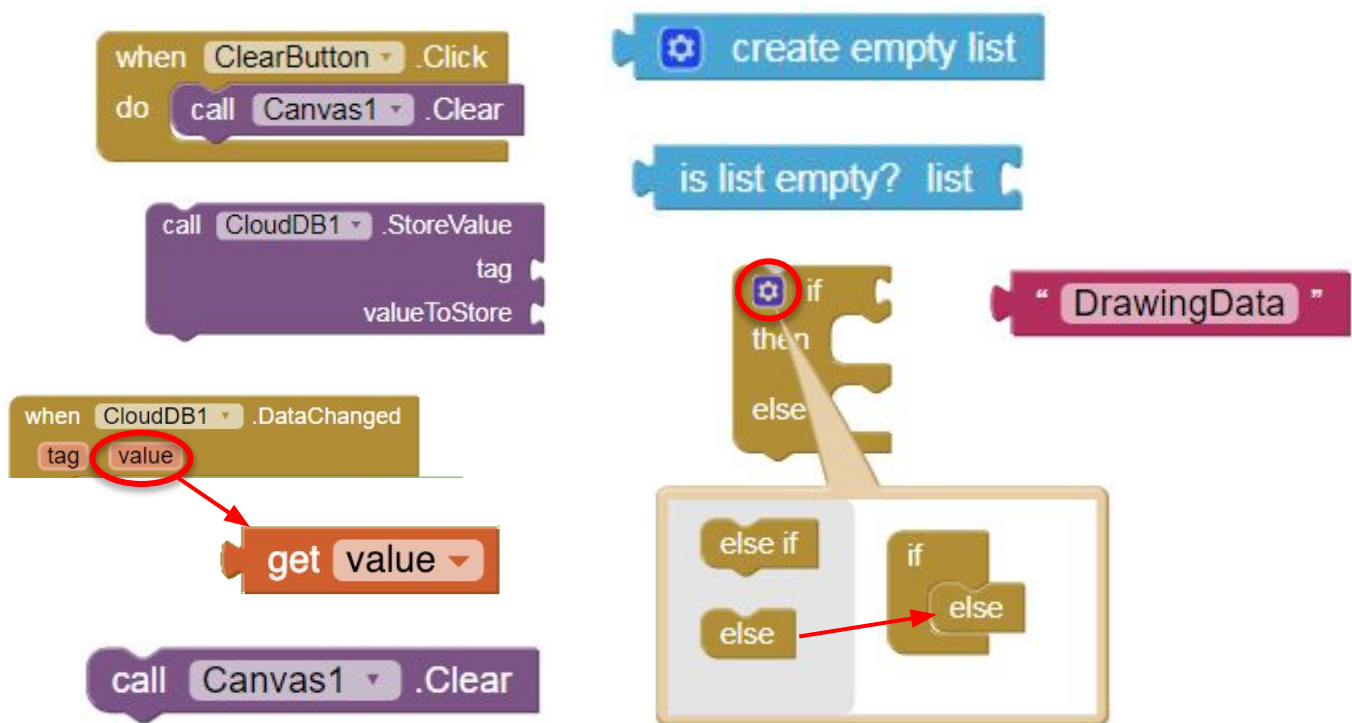 when ClearButton .Click
do call Canvas1 .Clear
call CloudDB1 .StoreValue
tag
valueToStore
when CloudDB1 .DataChanged
tag value
get value
call Canvas1 .Clear
create empty list
is list empty? list
if
then
else
“ DrawingData ”
else if
else
if
else